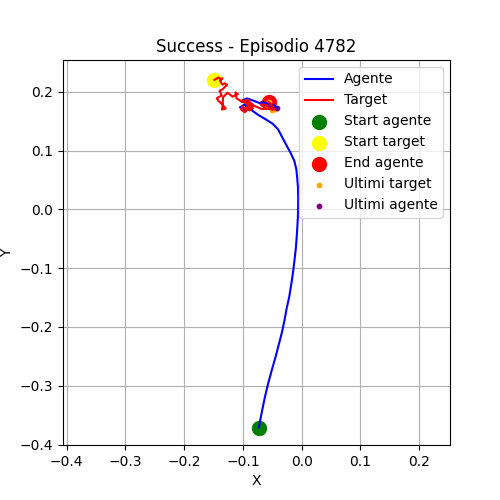 Success - Episodio 4782
Agente
Target
Start agente
Start target
End agente
Ultimi target
Ultimi agente
0.2
0.1
0.0
−0.1
−0.2
−0.3
−0.4
Y
−0.4 −0.3 −0.2 −0.1 0.0 0.1 0.2
X